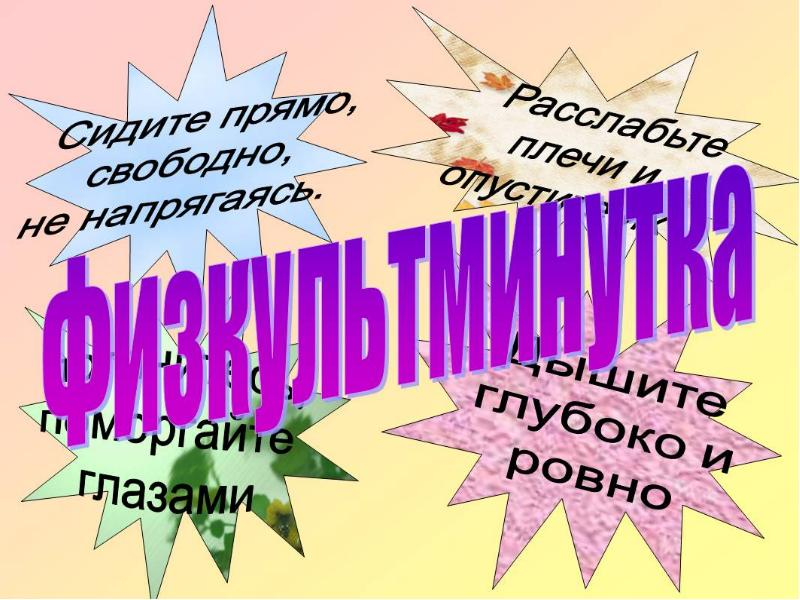 Сидите прямо,
свободно,
не напрягаясь.
Расслабьте
плечи и
физкультминутка
поморгайте
глазами
Дышите
глубоко и
ровно